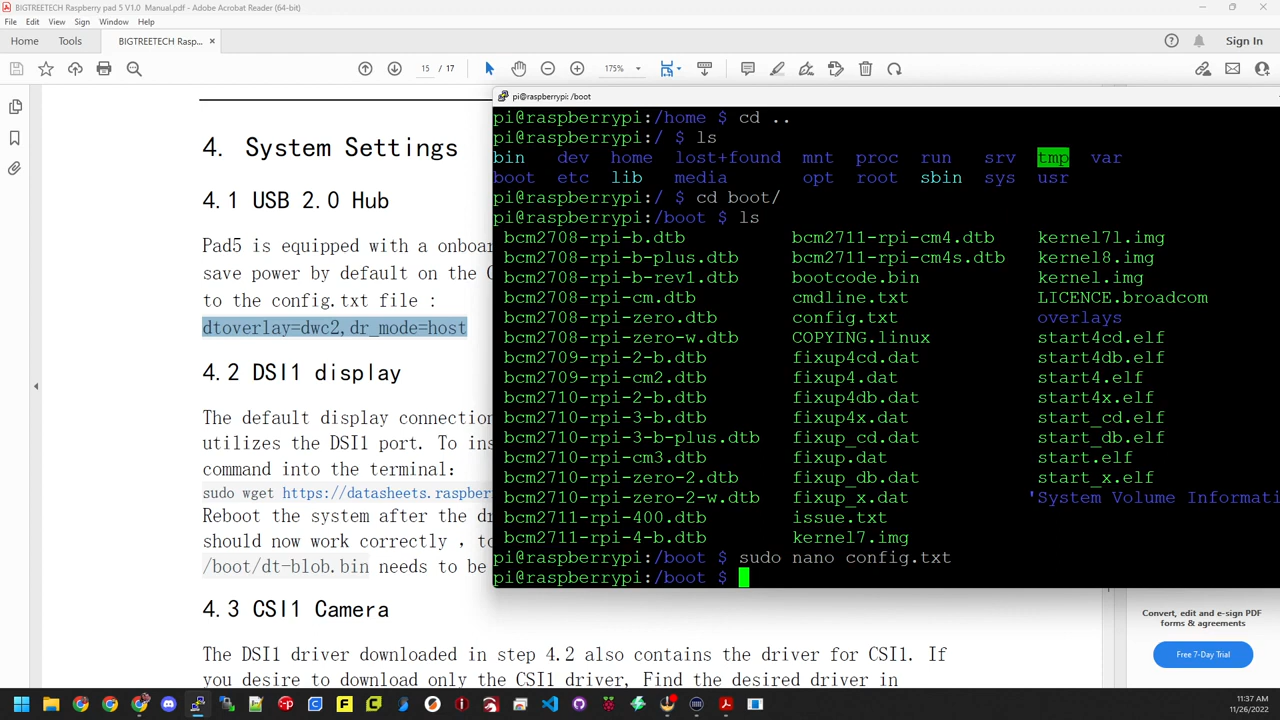 BIGTREETECH Raspberry pad 5 V1.0 Manual.pdf - Adobe Acrobat Reader (64-bit)
File Edit View Sign Window Help
Home Tools BIGTREETECH Rasp... × Sign In
15 / 17 175%
4. System Settings
4.1 USB 2.0 Hub
Pad5 is equipped with a onboar
save power by default on the C
to the config.txt file :
dtoverlay=dwc2,dr_mode=host
4.2 DSI1 display
The default display connection
utilizes the DSI1 port. To ins
command into the terminal:
sudo wget https://datasheets.raspber
Reboot the system after the dr
should now work correctly , to
/boot/dt-blob.bin needs to be
4.3 CSI1 Camera
The DSI1 driver downloaded in step 4.2 also contains the driver for CSI1. If
you desire to download only the CSI1 driver, Find the desired driver in
pi@raspberrypi: /boot
pi@raspberrypi:/home $ cd ..
pi@raspberrypi:/ $ ls
bin dev home lost+found mnt proc run srv tmp var
boot etc lib media opt root sbin sys usr
pi@raspberrypi:/ $ cd boot/
pi@raspberrypi:/boot $ ls
bcm2708-rpi-b.dtb bcm2711-rpi-cm4.dtb kernel7l.img
bcm2708-rpi-b-plus.dtb bcm2711-rpi-cm4s.dtb kernel8.img
bcm2708-rpi-b-rev1.dtb bootcode.bin kernel.img
bcm2708-rpi-cm.dtb cmdline.txt LICENCE.broadcom
bcm2708-rpi-zero.dtb config.txt overlays
bcm2708-rpi-zero-w.dtb COPYING.linux start4cd.elf
bcm2709-rpi-2-b.dtb fixup4cd.dat start4db.elf
bcm2709-rpi-cm2.dtb fixup4.dat start4.elf
bcm2710-rpi-2-b.dtb fixup4db.dat start4x.elf
bcm2710-rpi-3-b.dtb fixup4x.dat start_cd.elf
bcm2710-rpi-3-b-plus.dtb fixup_cd.dat start_db.elf
bcm2710-rpi-cm3.dtb fixup.dat start.elf
bcm2710-rpi-zero-2.dtb fixup_db.dat start_x.elf
bcm2710-rpi-zero-2-w.dtb fixup_x.dat 'System Volume Informati
bcm2711-rpi-400.dtb issue.txt
bcm2711-rpi-4-b.dtb kernel7.img
pi@raspberrypi:/boot $ sudo nano config.txt
pi@raspberrypi:/boot $
Convert, edit and e-sign PDF
forms & agreements
Free 7-Day Trial
11:37 AM
11/26/2022